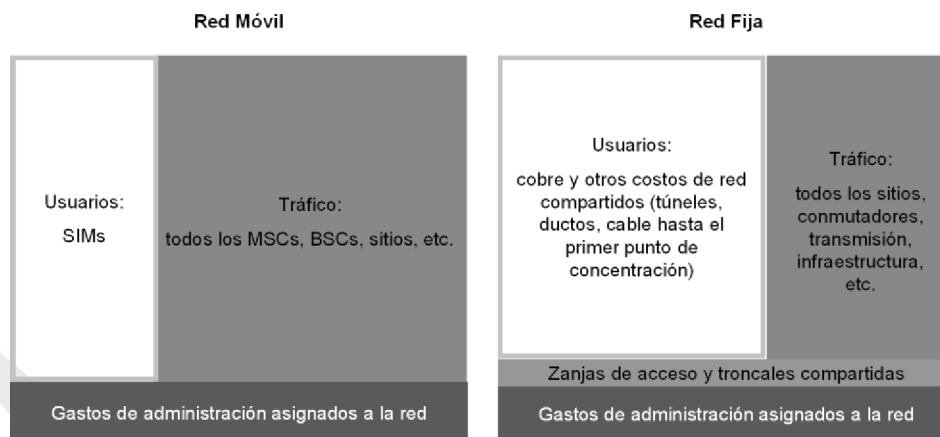 Red Móvil
Usuarios:
SIMs
Tráfico:
todos los MSCs, BSCs, sitios, etc.
Gastos de administración asignados a la red
Red Fija
Usuarios:
cobre y otros costos de red
compartidos (túneles,
ductos, cable hasta el
primer punto de
concentración)
Tráfico:
todos los sitios,
conmutadores,
transmisión,
infraestructura,
etc.
Zanjas de acceso y troncales compartidas
Gastos de administración asignados a la red